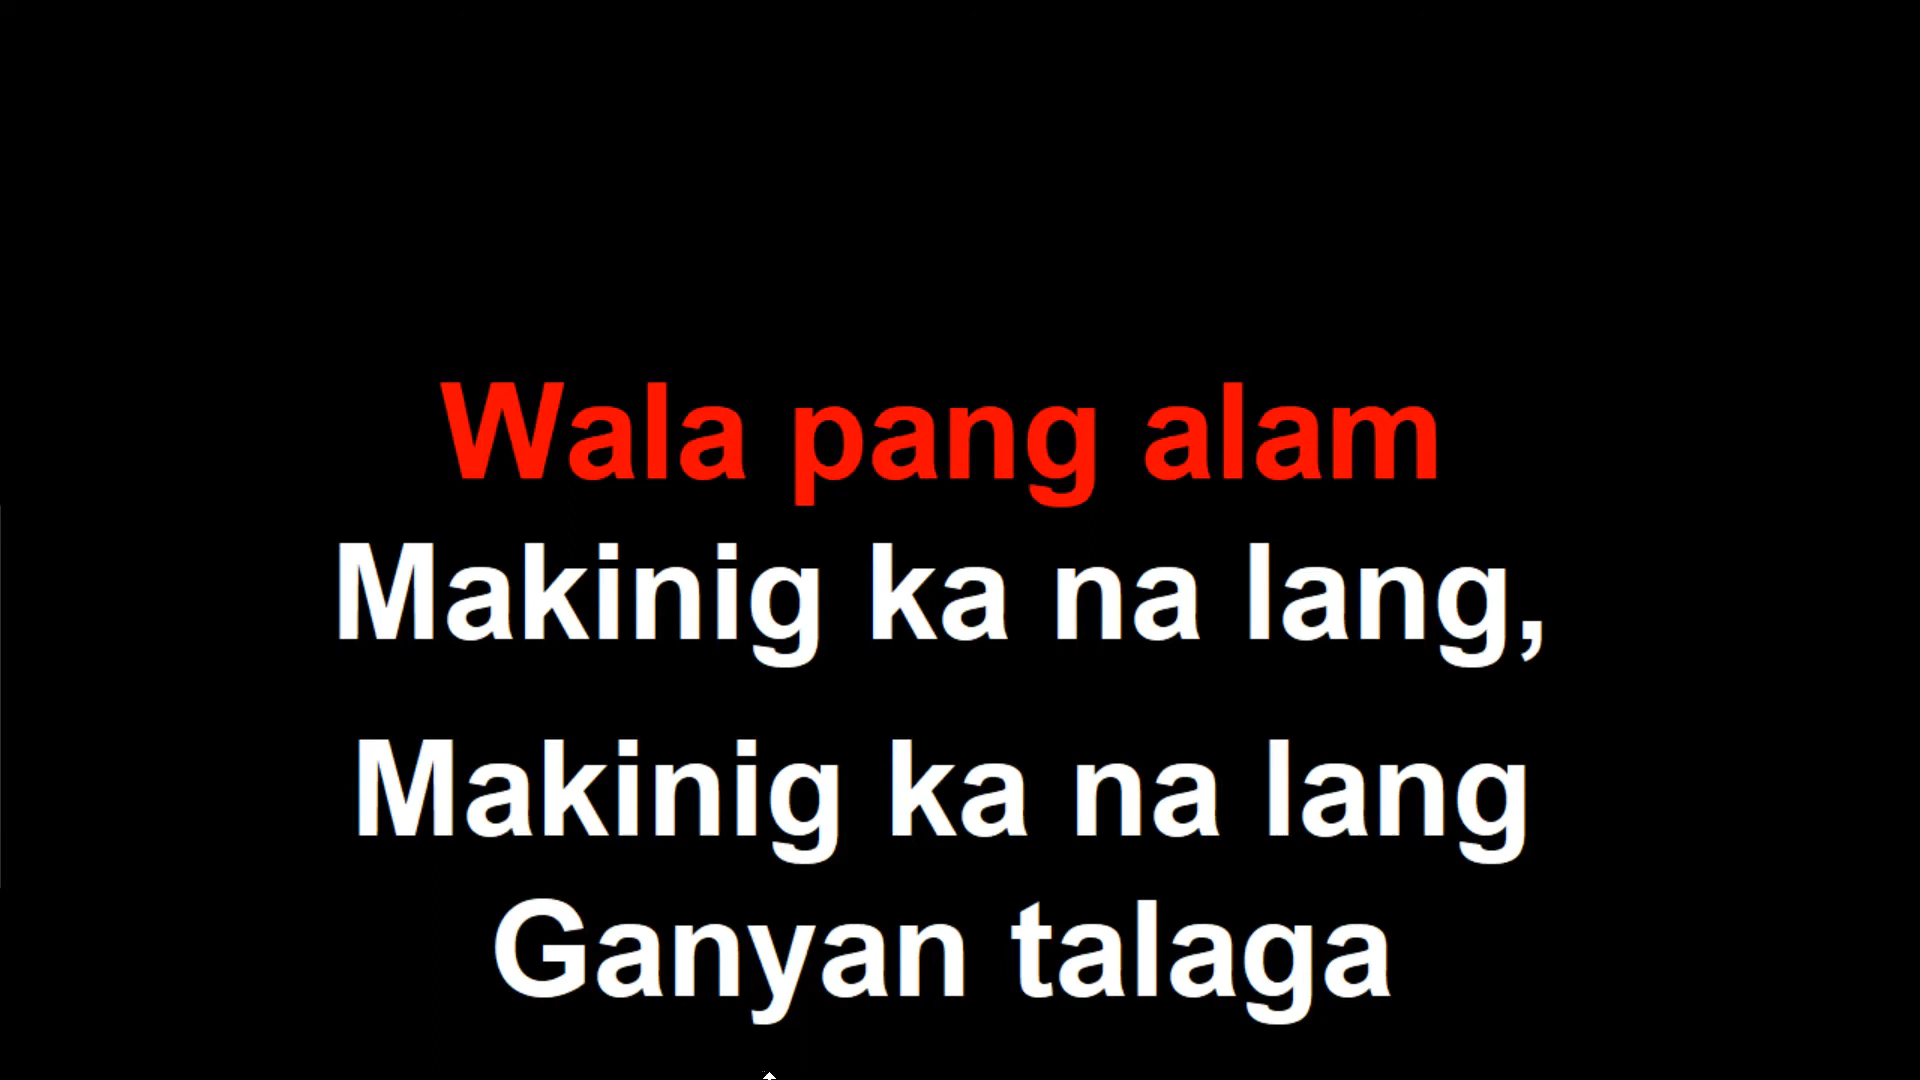 Wala pang alam
Makinig ka na lang,
Makinig ka na lang
Ganyan talaga